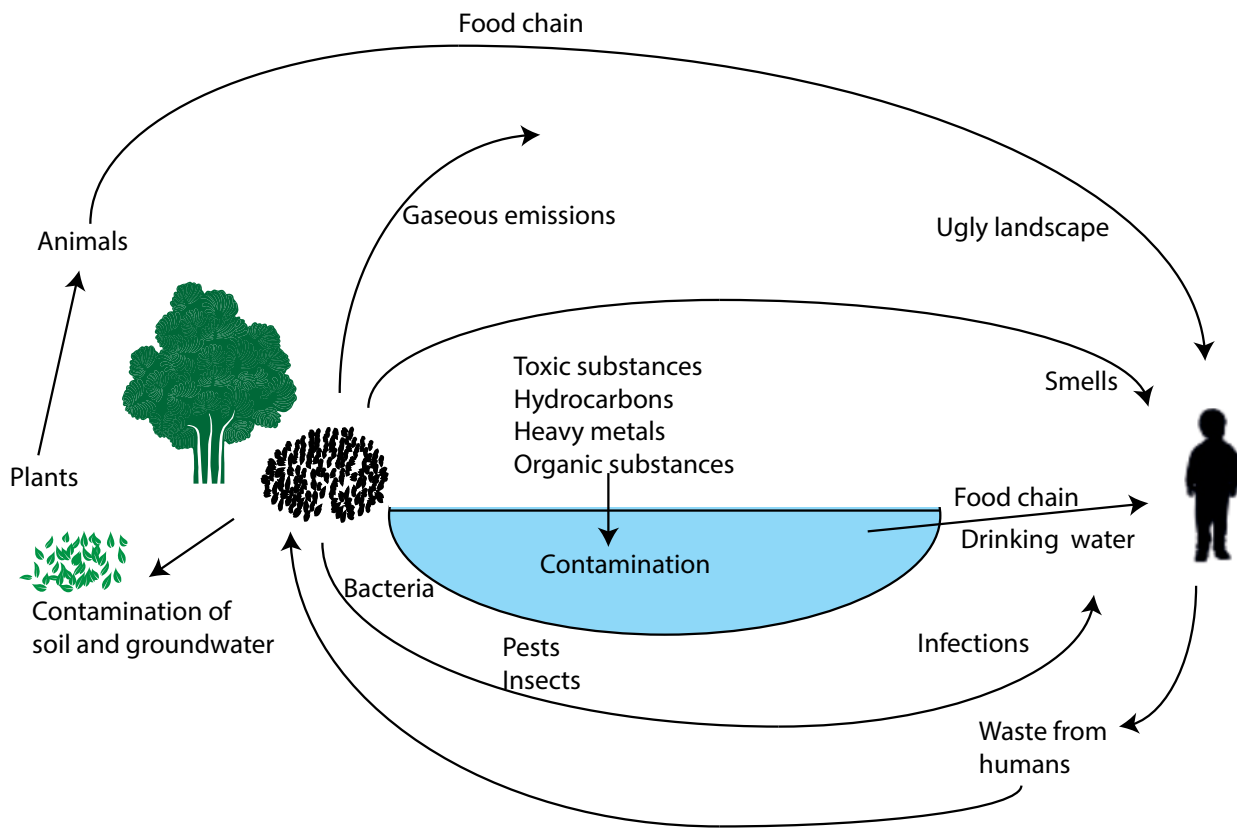 Food chain
Gaseous emissions
Ugly landscape
Animals
Toxic substances
Hydrocarbons
Heavy metals
Organic substances
Smells
Plants
Food chain
Drinking water
Contamination
Bacteria
Contamination of
soil and groundwater
Pests
Insects
Infections
Waste from
humans